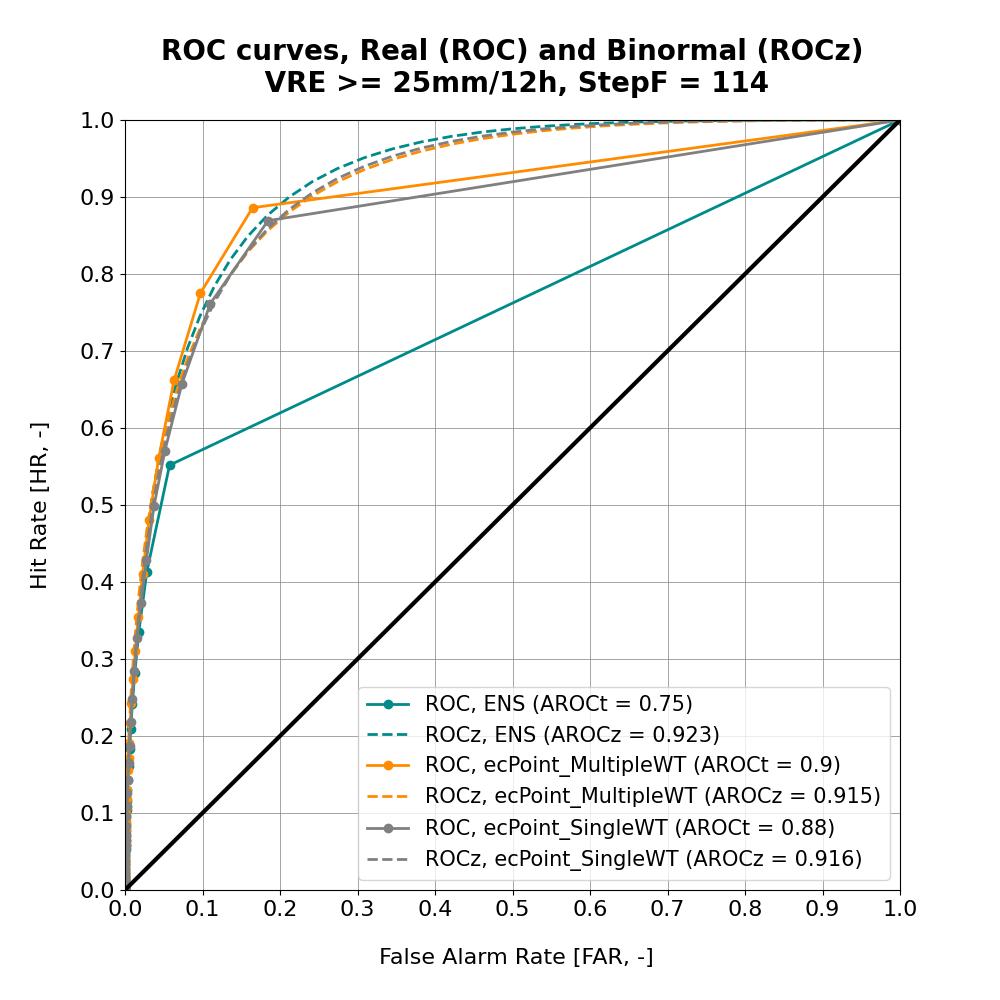 ROC curves, Real (ROC) and Binormal (ROCz)
VRE >= 25mm/12h, StepF = 114
1.0
0.9
0.8
0.7
0.6
0.5
0.4
0.3
0.2
0.1
0.0
Hit Rate [HR, -]
ROC, ENS (AROCt = 0.75)
ROCz, ENS (AROCz = 0.923)
ROC, ecPoint_MultipleWT (AROCt = 0.9)
ROCz, ecPoint_MultipleWT (AROCz = 0.915)
ROC, ecPoint_SingleWT (AROCt = 0.88)
ROCz, ecPoint_SingleWT (AROCz = 0.916)
0.0 0.1 0.2 0.3 0.4 0.5 0.6 0.7 0.8 0.9 1.0
False Alarm Rate [FAR, -]